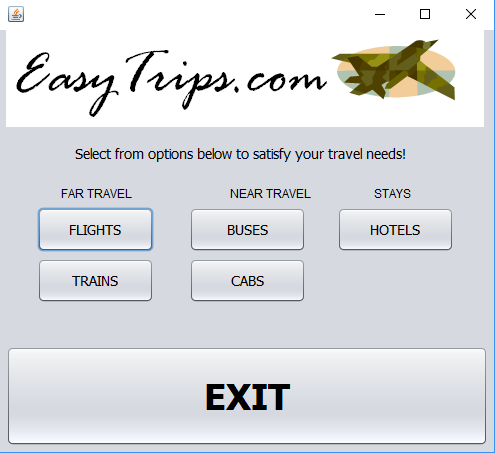 EasyTrips.com
Select from options below to satisfy your travel needs!
FAR TRAVEL NEAR TRAVEL STAYS
FLIGHTS BUSES HOTELS
TRAINS CABS
EXIT